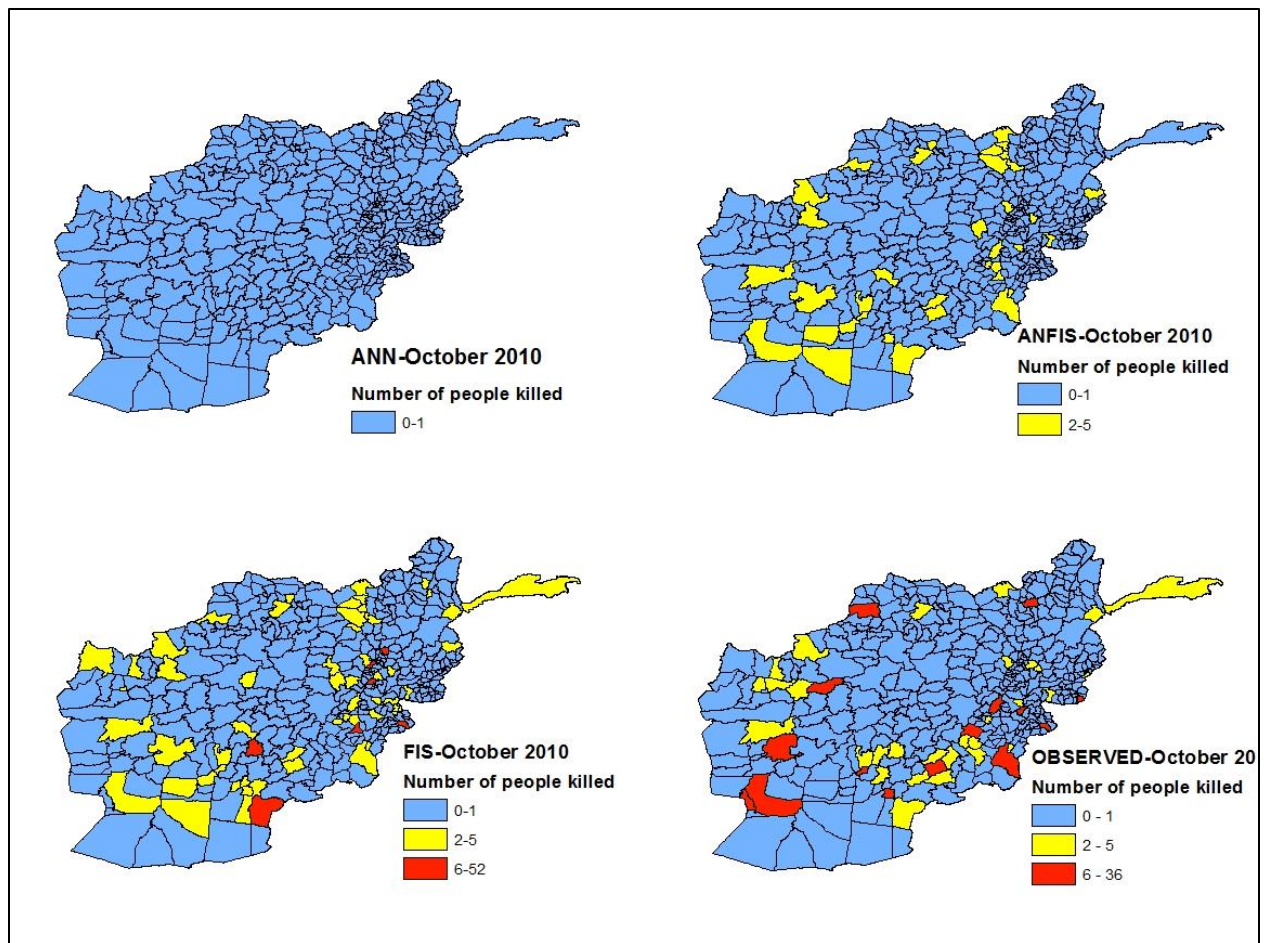 ANN-October 2010
Number of people killed
0-1
ANFIS-October 2010
Number of people killed
0-1
2-5
FIS-October 2010
Number of people killed
0-1
2-5
6-52
OBSERVED-October 20
Number of people killed
0 - 1
2 - 5
6 - 36